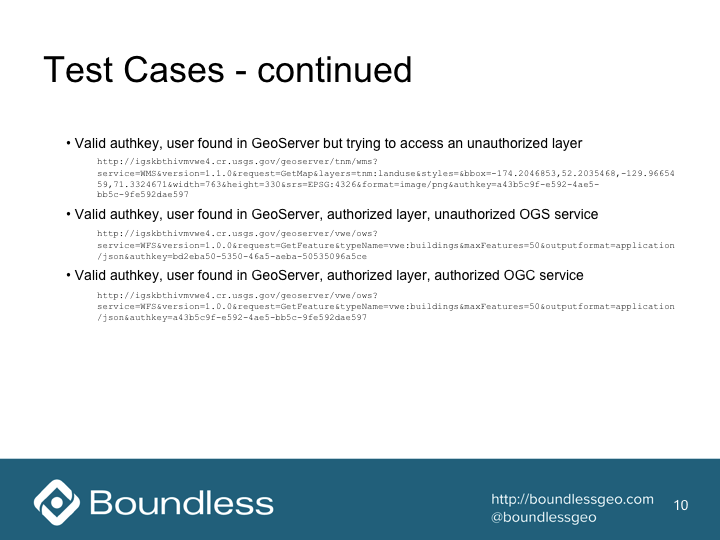 Test Cases - continued
• Valid authkey, user found in GeoServer but trying to access an unauthorized layer
http://igskbthivmvwe4.cr.usgs.gov/geoserver/tnm/wms?
service=WMS&version=1.1.0&request=GetMap&layers=tnm:landuse&styles=&bbox=-174.2046853,52.2035468,-129.96654
59,71.3324671&width=763&height=330&srs=EPSG:4326&format=image/png&authkey=a43b5c9f-e592-4ae5-
bb5c-9fe592dae597
• Valid authkey, user found in GeoServer, authorized layer, unauthorized OGS service
http://igskbthivmvwe4.cr.usgs.gov/geoserver/vwe/ows?
service=WFS&version=1.0.0&request=GetFeature&typeName=vwe:buildings&maxFeatures=50&outputformat=application
/json&authkey=bd2eba50-5350-46a5-aeba-50535096a5ce
• Valid authkey, user found in GeoServer, authorized layer, authorized OGC service
http://igskbthivmvwe4.cr.usgs.gov/geoserver/vwe/ows?
service=WFS&version=1.0.0&request=GetFeature&typeName=vwe:buildings&maxFeatures=50&outputformat=application
/json&authkey=a43b5c9f-e592-4ae5-bb5c-9fe592dae597
Boundless
http://boundlessgeo.com
@boundlessgeo
10